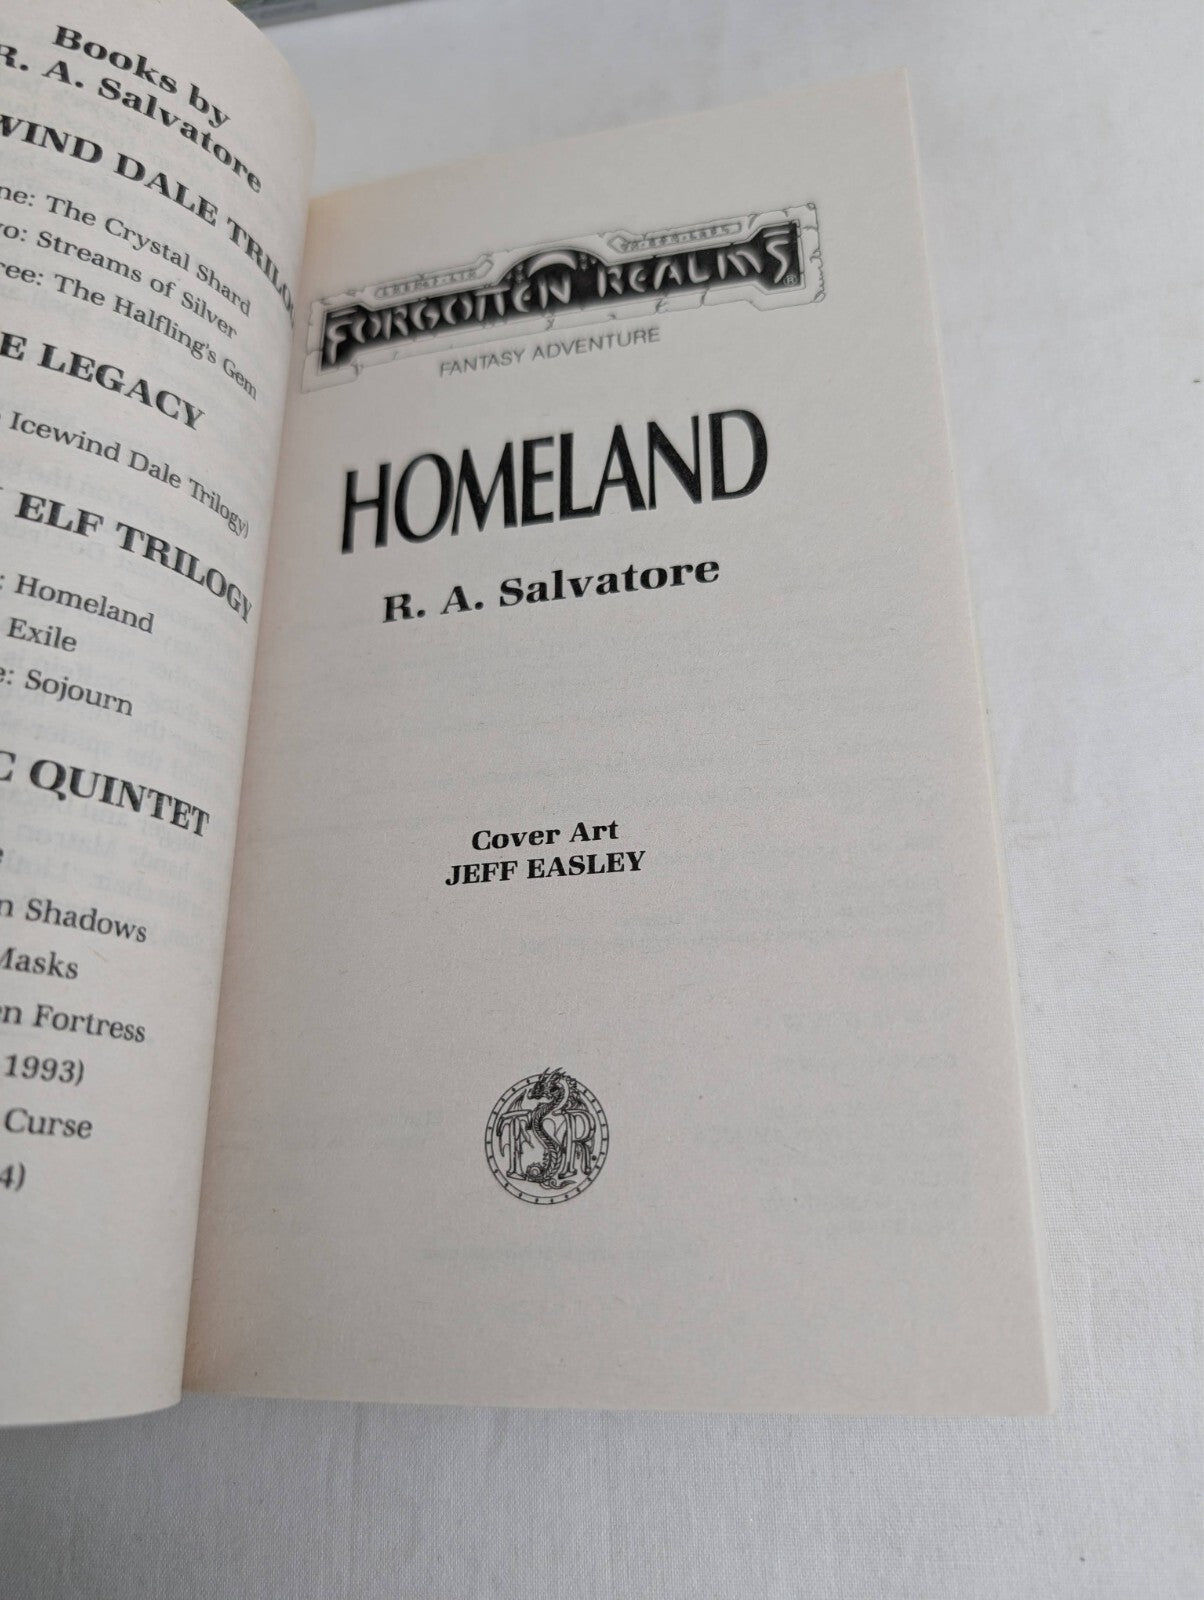 Books by
R. A. Salvatore
WIND DALE TRILO
ne: The Crystal Shard
vo: Streams of Silver
ree: The Halfling's Gem
E LEGACY
Icewind Dale Trilogy)
ELF TRILOGY
: Homeland
Exile
e: Sojourn
C QUINTET
n Shadows
Masks
en Fortress
1993)
Curse
4)
FORGOTTEN REALMS®
FANTASY ADVENTURE
HOMELAND
R. A. Salvatore
Cover Art
JEFF EASLEY
TSR